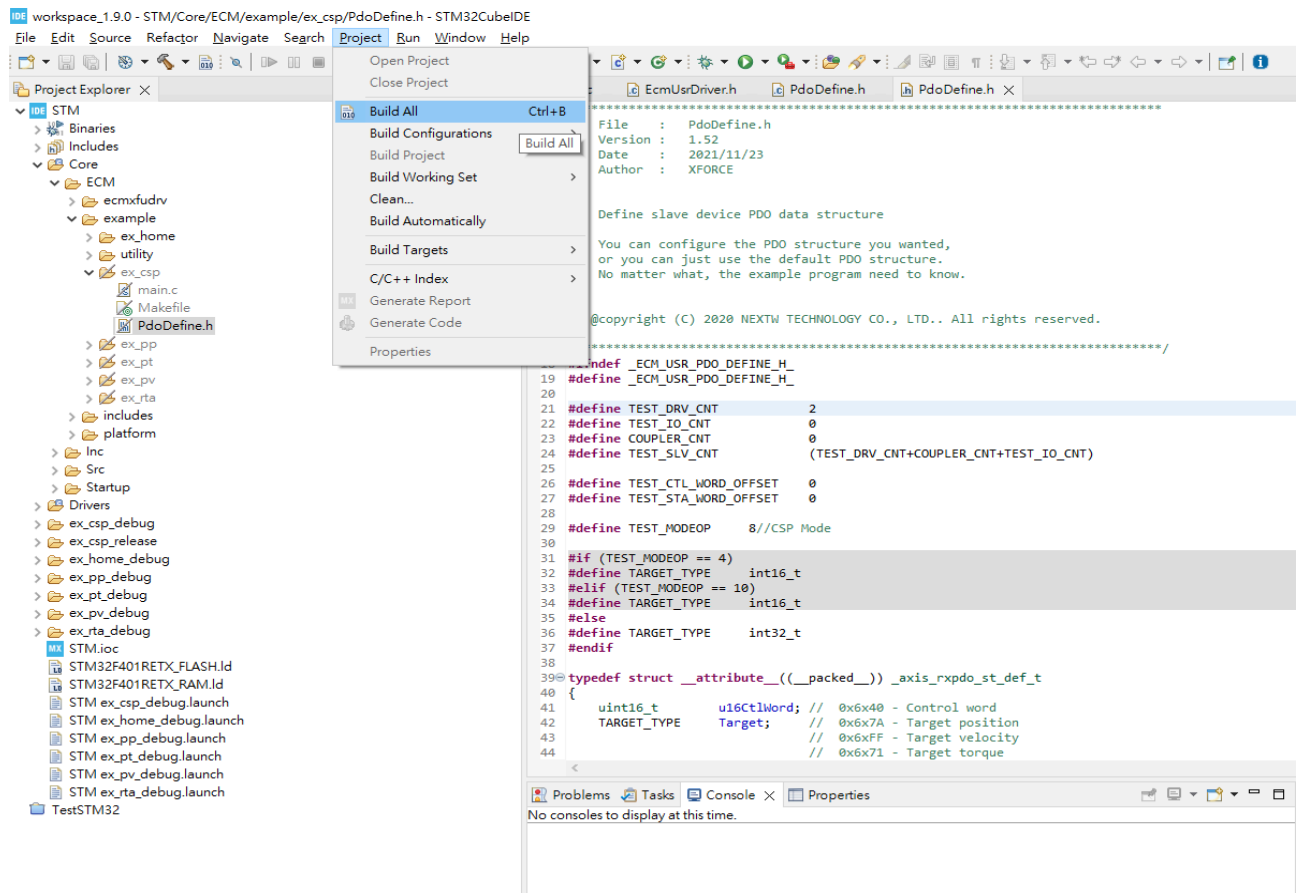 IDE workspace_1.9.0 - STM/Core/ECM/example/ex_csp/PdoDefine.h - STM32CubeIDE
File Edit Source Refactor Navigate Search Project Run Window Help
Project Explorer
IDE STM
Binaries
Includes
Core
ECM
ecmxfudrv
example
ex_home
utility
ex_csp
main.c
Makefile
PdoDefine.h
ex_pp
ex_pt
ex_pv
ex_rta
includes
platform
Inc
Src
Startup
Drivers
ex_csp_debug
ex_csp_release
ex_home_debug
ex_pp_debug
ex_pt_debug
ex_pv_debug
ex_rta_debug
MX STM.ioc
STM32F401RETX_FLASH.ld
STM32F401RETX_RAM.ld
STM ex_csp_debug.launch
STM ex_home_debug.launch
STM ex_pp_debug.launch
STM ex_pt_debug.launch
STM ex_pv_debug.launch
STM ex_rta_debug.launch
TestSTM32
Open Project
Close Project
Build All Ctrl+B
Build Configurations
Build All
Build Project
Build Working Set
Clean...
Build Automatically
Build Targets
C/C++ Index
MX Generate Report
Generate Code
Properties
EcmUsrDriver.h PdoDefine.h PdoDefine.h
File : PdoDefine.h
Version : 1.52
Date : 2021/11/23
Author : XFORCE
Define slave device PDO data structure
You can configure the PDO structure you wanted,
or you can just use the default PDO structure.
No matter what, the example program need to know.
@copyright (C) 2020 NEXTW TECHNOLOGY CO., LTD.. All rights reserved.
******************************************************************************/
18 #ifndef _ECM_USR_PDO_DEFINE_H_
19 #define _ECM_USR_PDO_DEFINE_H_
20
21 #define TEST_DRV_CNT 2
22 #define TEST_IO_CNT 0
23 #define COUPLER_CNT 0
24 #define TEST_SLV_CNT (TEST_DRV_CNT+COUPLER_CNT+TEST_IO_CNT)
25
26 #define TEST_CTL_WORD_OFFSET 0
27 #define TEST_STA_WORD_OFFSET 0
28
29 #define TEST_MODEOP 8//CSP Mode
30
31 #if (TEST_MODEOP == 4)
32 #define TARGET_TYPE int16_t
33 #elif (TEST_MODEOP == 10)
34 #define TARGET_TYPE int16_t
35 #else
36 #define TARGET_TYPE int32_t
37 #endif
38
39 typedef struct __attribute__((__packed__)) _axis_rxpdo_st_def_t
40 {
41 uint16_t u16CtlWord; // 0x6x40 - Control word
42 TARGET_TYPE Target; // 0x6x7A - Target position
43 // 0x6xFF - Target velocity
44 // 0x6x71 - Target torque
Problems Tasks Console Properties
No consoles to display at this time.